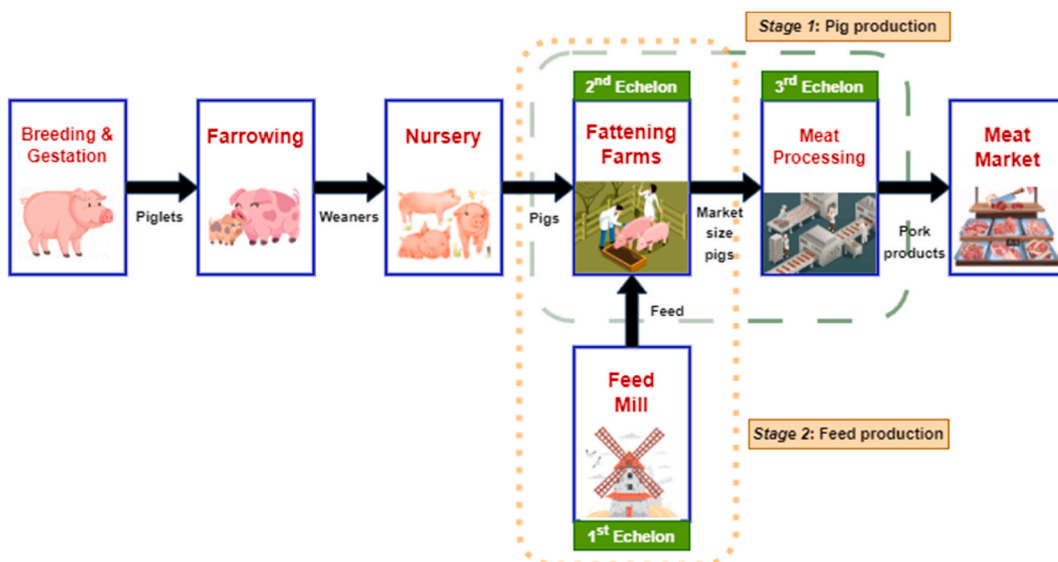 Stage 1: Pig production
2nd Echelon
3rd Echelon
Breeding &
Gestation
Farrowing
Nursery
Fattening
Farms
Meat
Processing
Meat
Market
Piglets
Weaners
Pigs
Market
size
pigs
Pork
products
Feed
Feed
Mill
Stage 2: Feed production
1st Echelon